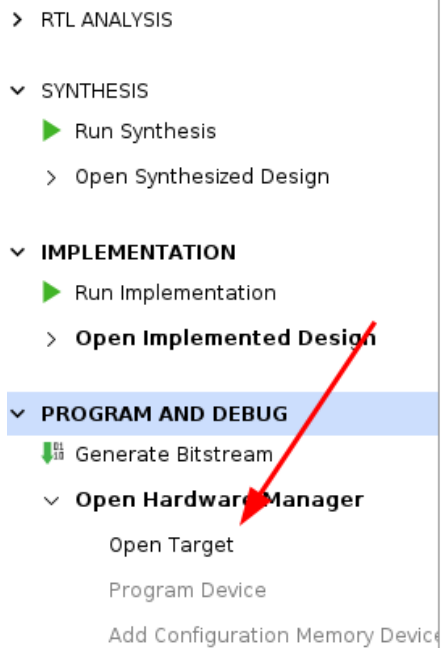 RTL ANALYSIS
SYNTHESIS
Run Synthesis
Open Synthesized Design
IMPLEMENTATION
Run Implementation
Open Implemented Design
PROGRAM AND DEBUG
Generate Bitstream
Open Hardware Manager
Open Target
Program Device
Add Configuration Memory Device